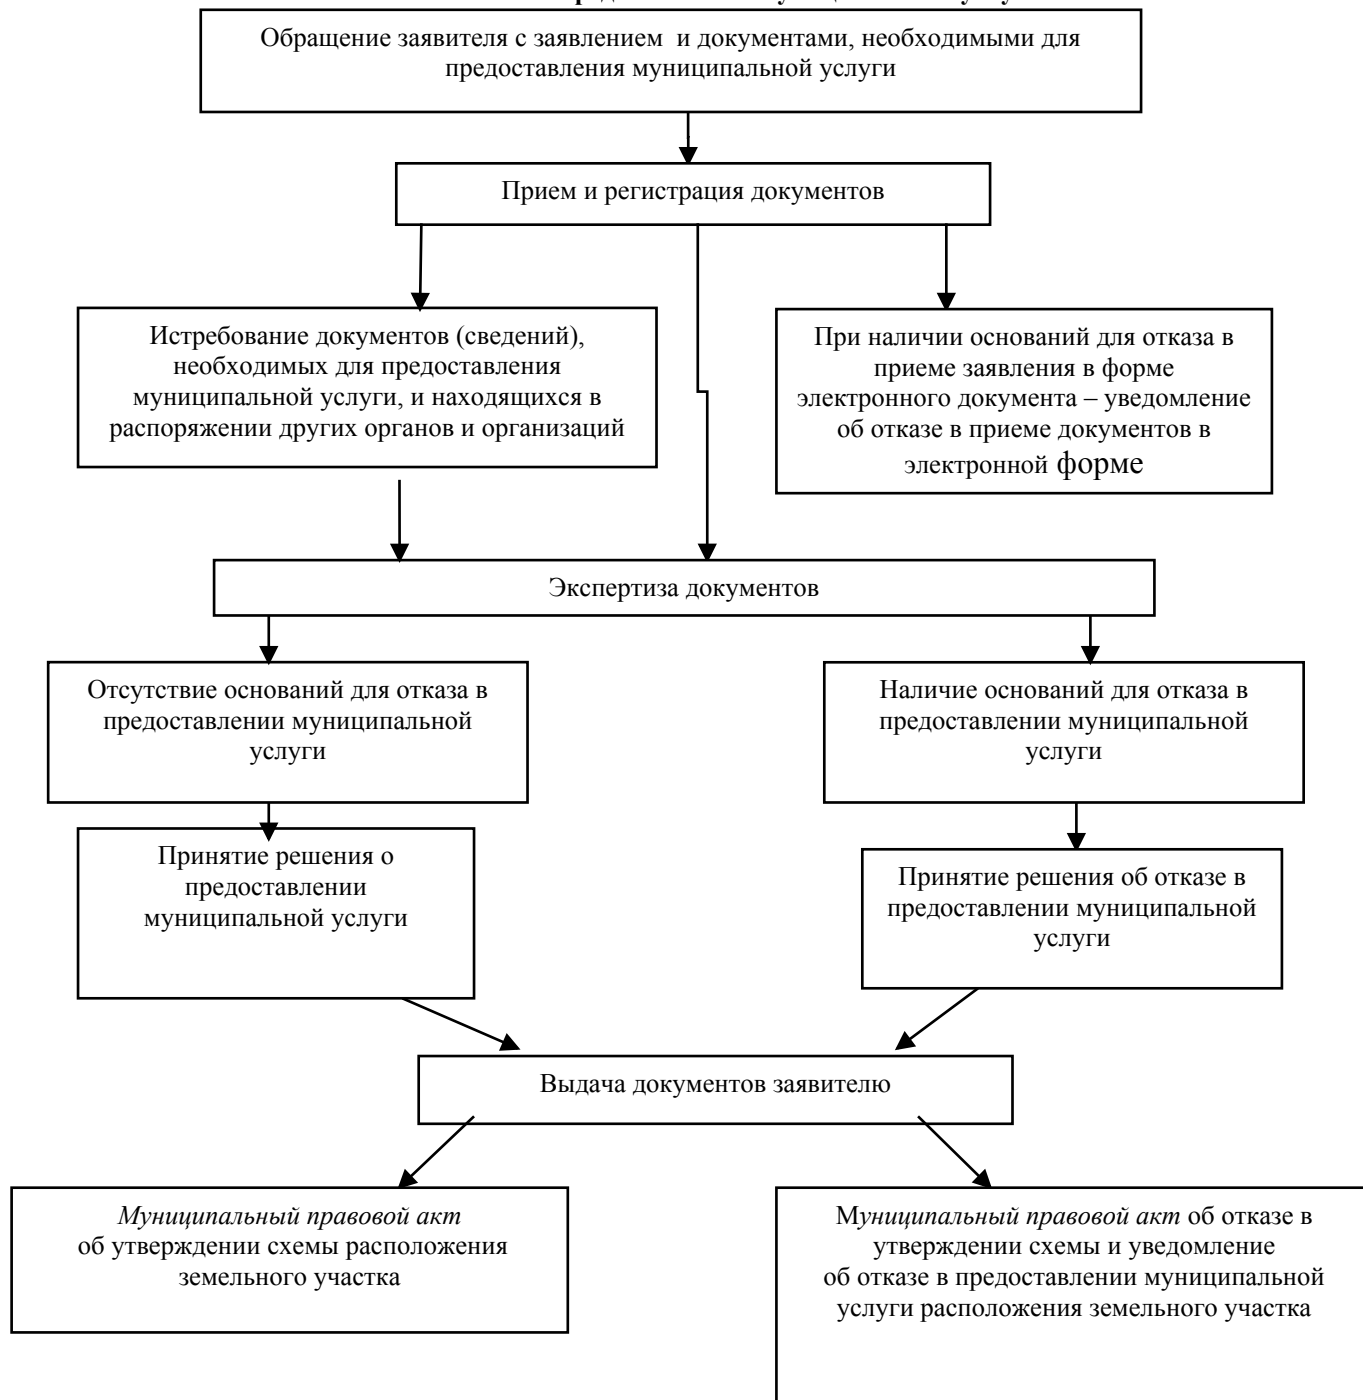 Обращение заявителя с заявлением и документами, необходимыми для
предоставления муниципальной услуги
Прием и регистрация документов
Истребование документов (сведений),
необходимых для предоставления
муниципальной услуги, и находящихся в
распоряжении других органов и организаций
При наличии оснований для отказа в
приеме заявления в форме
электронного документа – уведомление
об отказе в приеме документов в
электронной форме
Экспертиза документов
Отсутствие оснований для отказа в
предоставлении муниципальной
услуги
Наличие оснований для отказа в
предоставлении муниципальной
услуги
Принятие решения о
предоставлении
муниципальной услуги
Принятие решения об отказе в
предоставлении муниципальной
услуги
Выдача документов заявителю
Муниципальный правовой акт
об утверждении схемы расположения
земельного участка
Муниципальный правовой акт об отказе в
утверждении схемы и уведомление
об отказе в предоставлении муниципальной
услуги расположения земельного участка